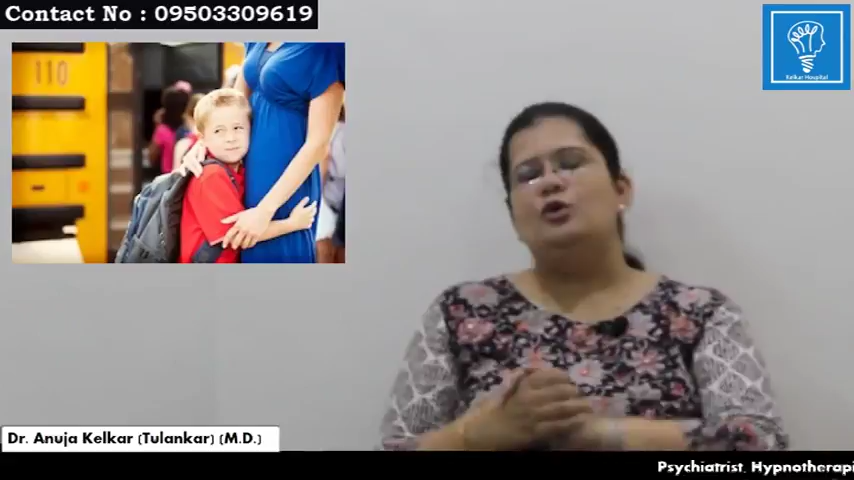 Contact No : 09503309619
Kelkar Hospital
110
Dr. Anuja Kelkar (Tulankar) (M.D.)
Psychiatrist, Hypnotherapi